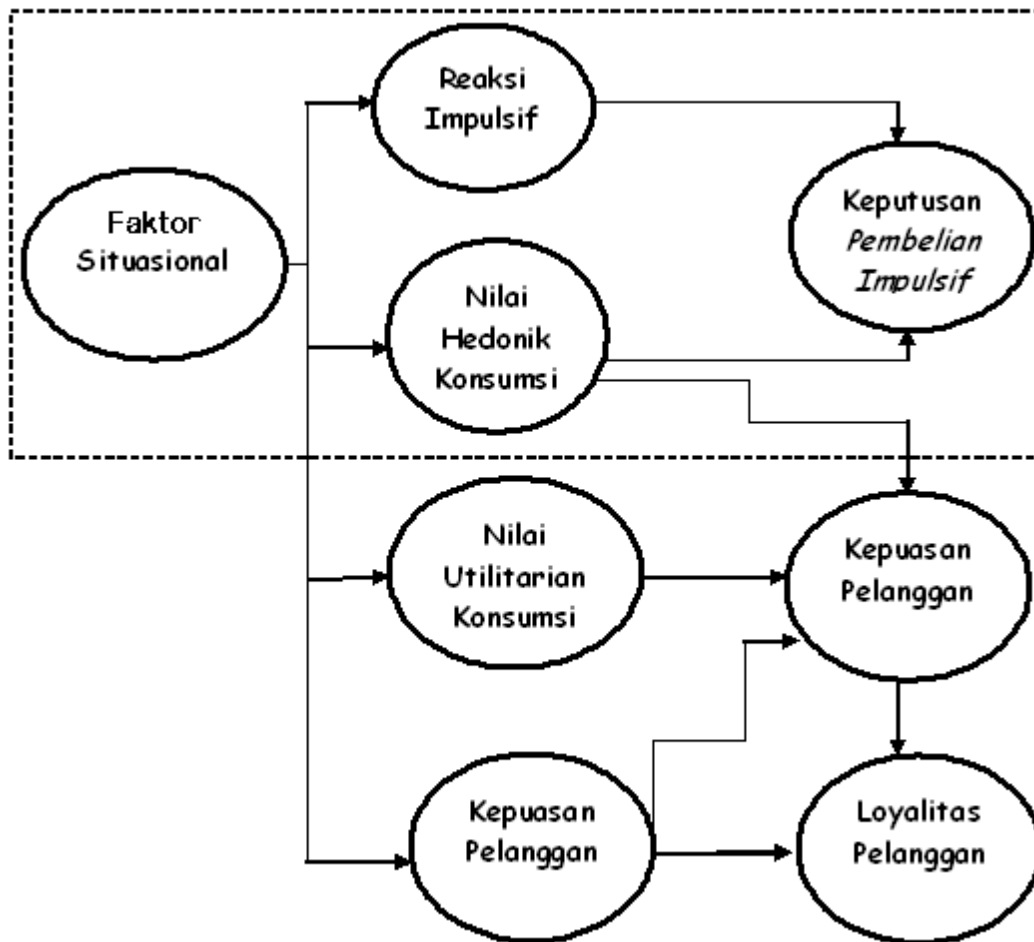 Reaksi
Impulsif
Faktor
Situasional
Keputusan
Pembelian
Impulsif
Nilai
Hedonik
Konsumsi
Nilai
Utilitarian
Konsumsi
Kepuasan
Pelanggan
Kepuasan
Pelanggan
Loyalitas
Pelanggan